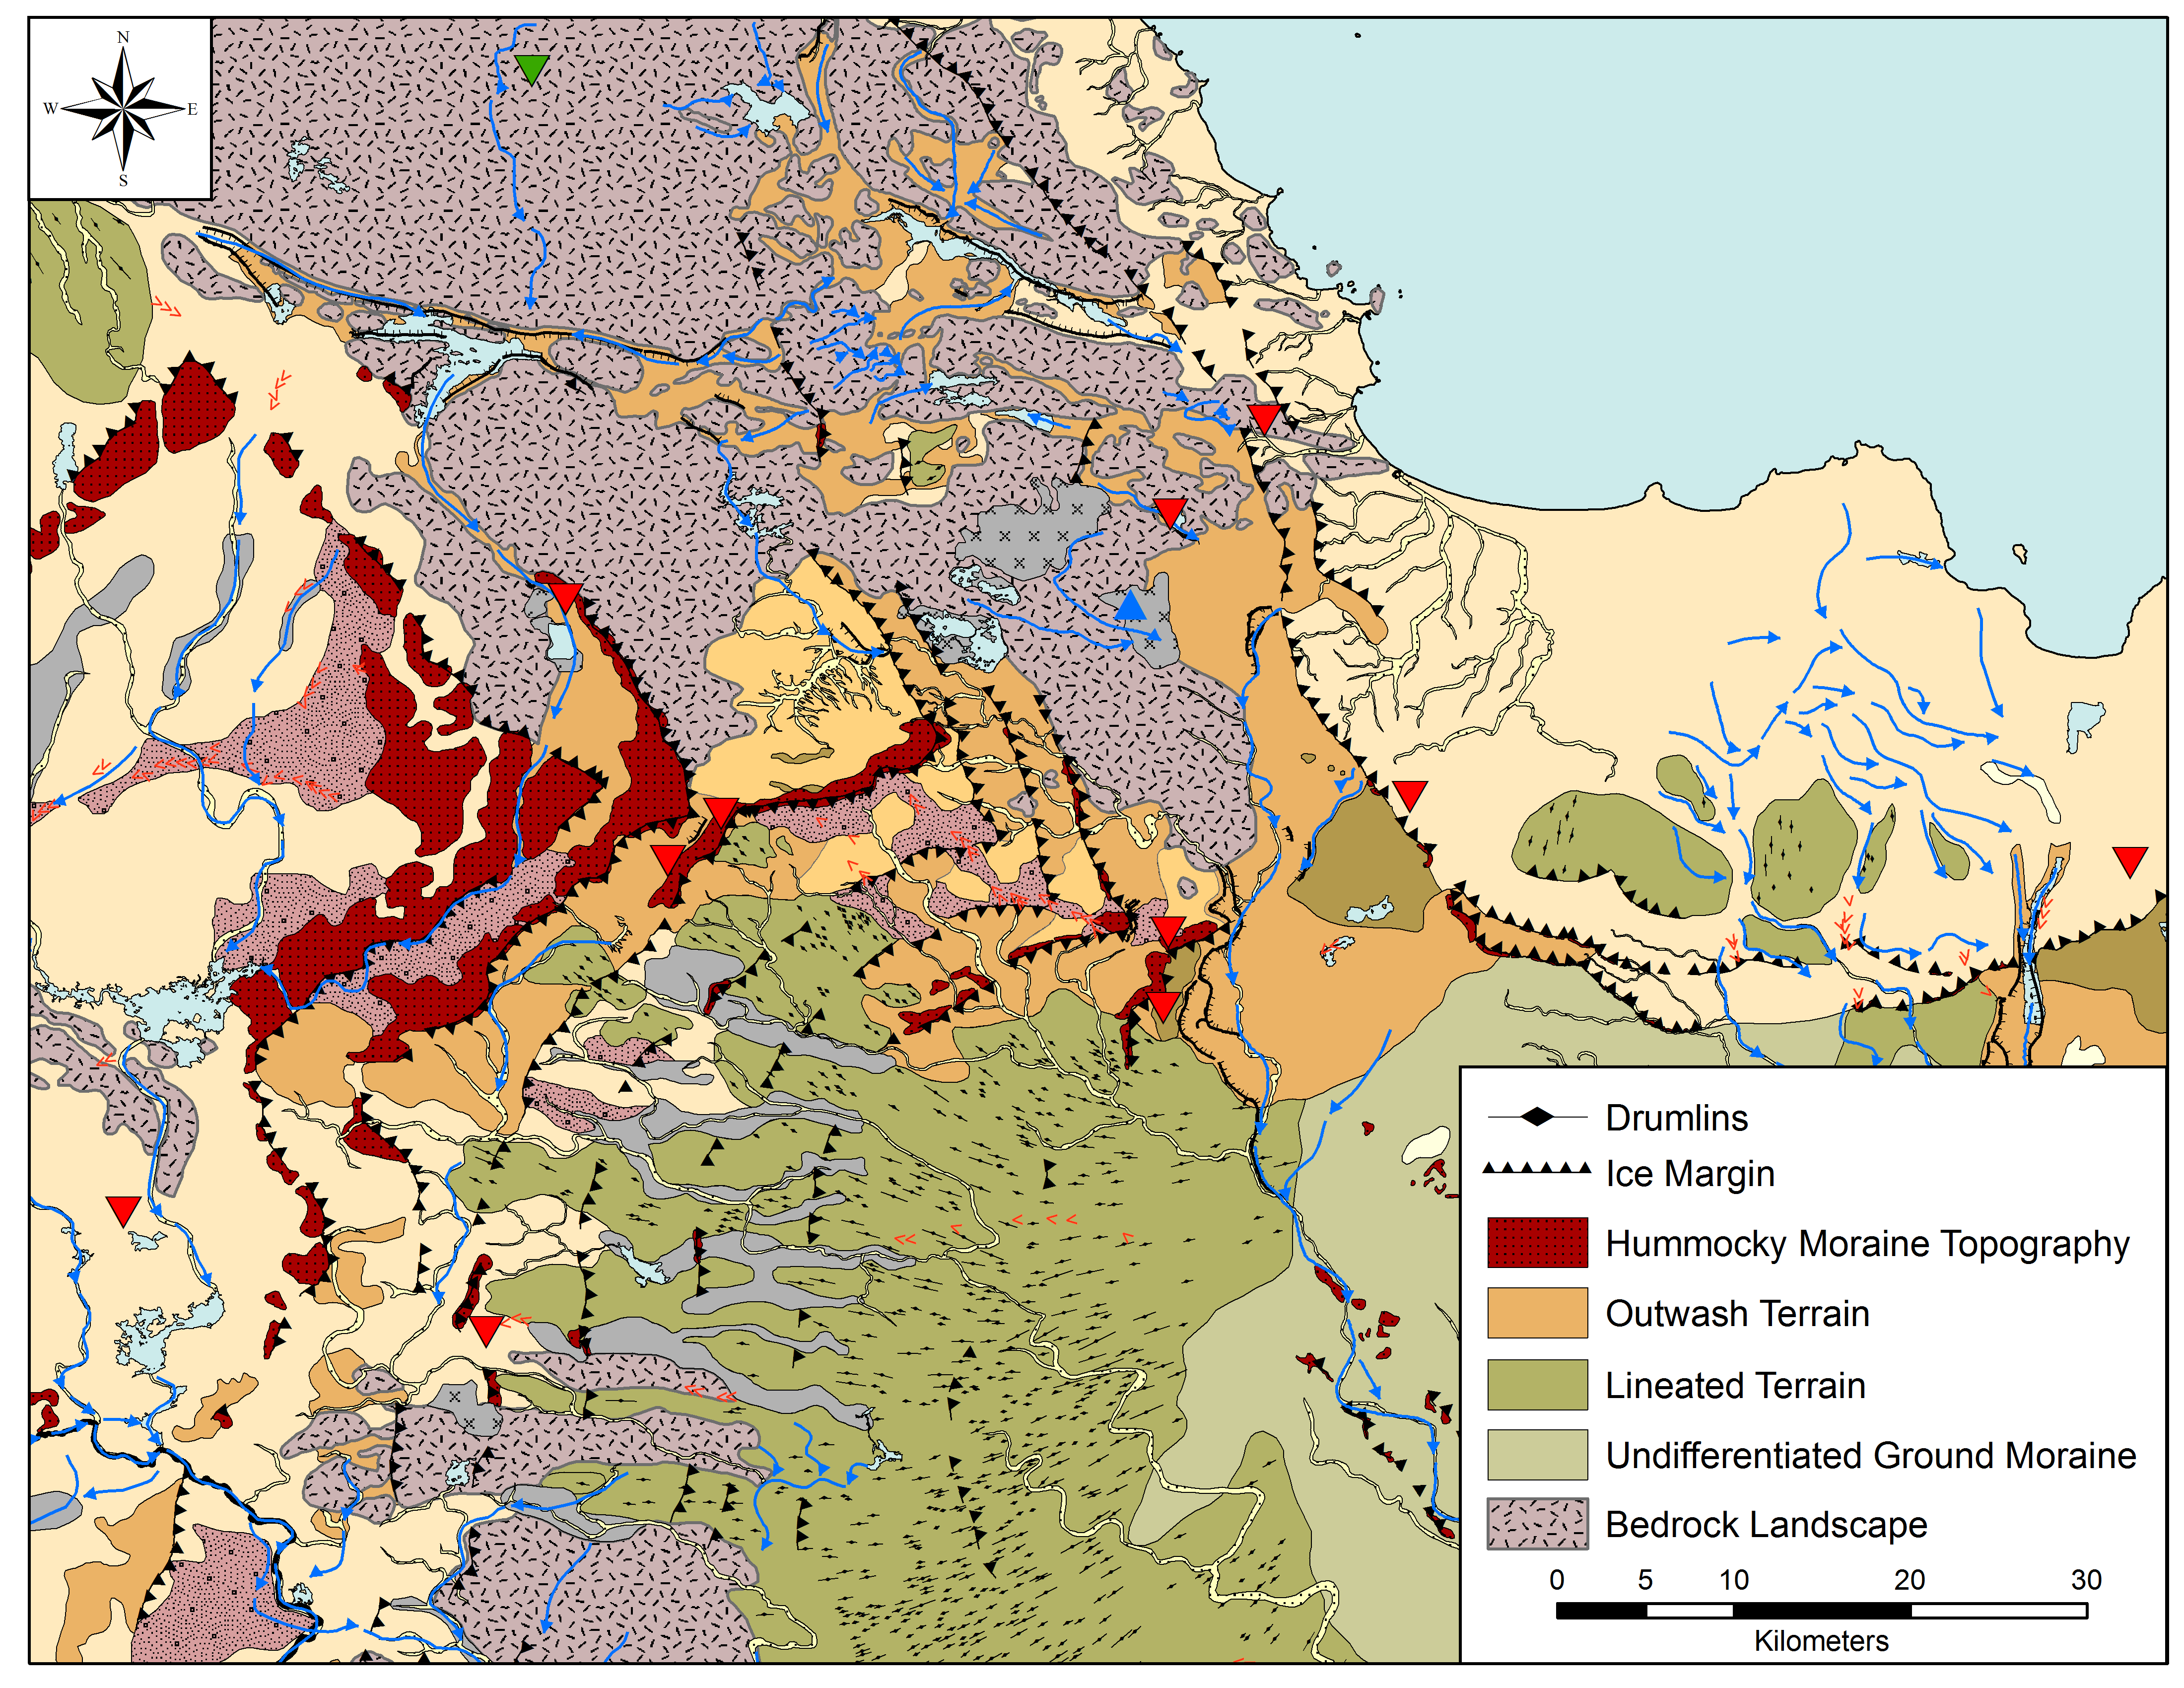 N
W E
S
Drumlins
Ice Margin
Hummocky Moraine Topography
Outwash Terrain
Lineated Terrain
Undifferentiated Ground Moraine
Bedrock Landscape
0 5 10 20 30
Kilometers